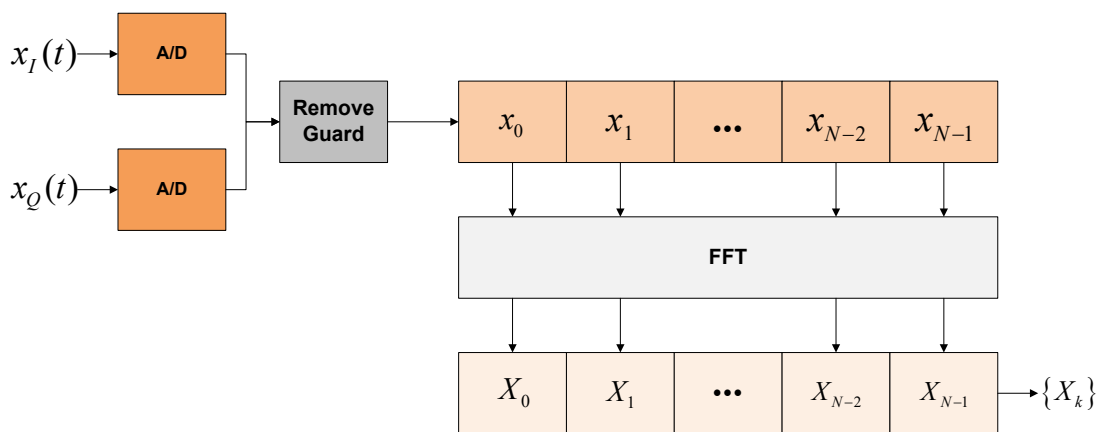 x_I(t)
A/D
x_Q(t)
A/D
Remove
Guard
x_0 x_1 ••• x_{N−2} x_{N−1}
FFT
X_0 X_1 ••• X_{N−2} X_{N−1}
{X_k}